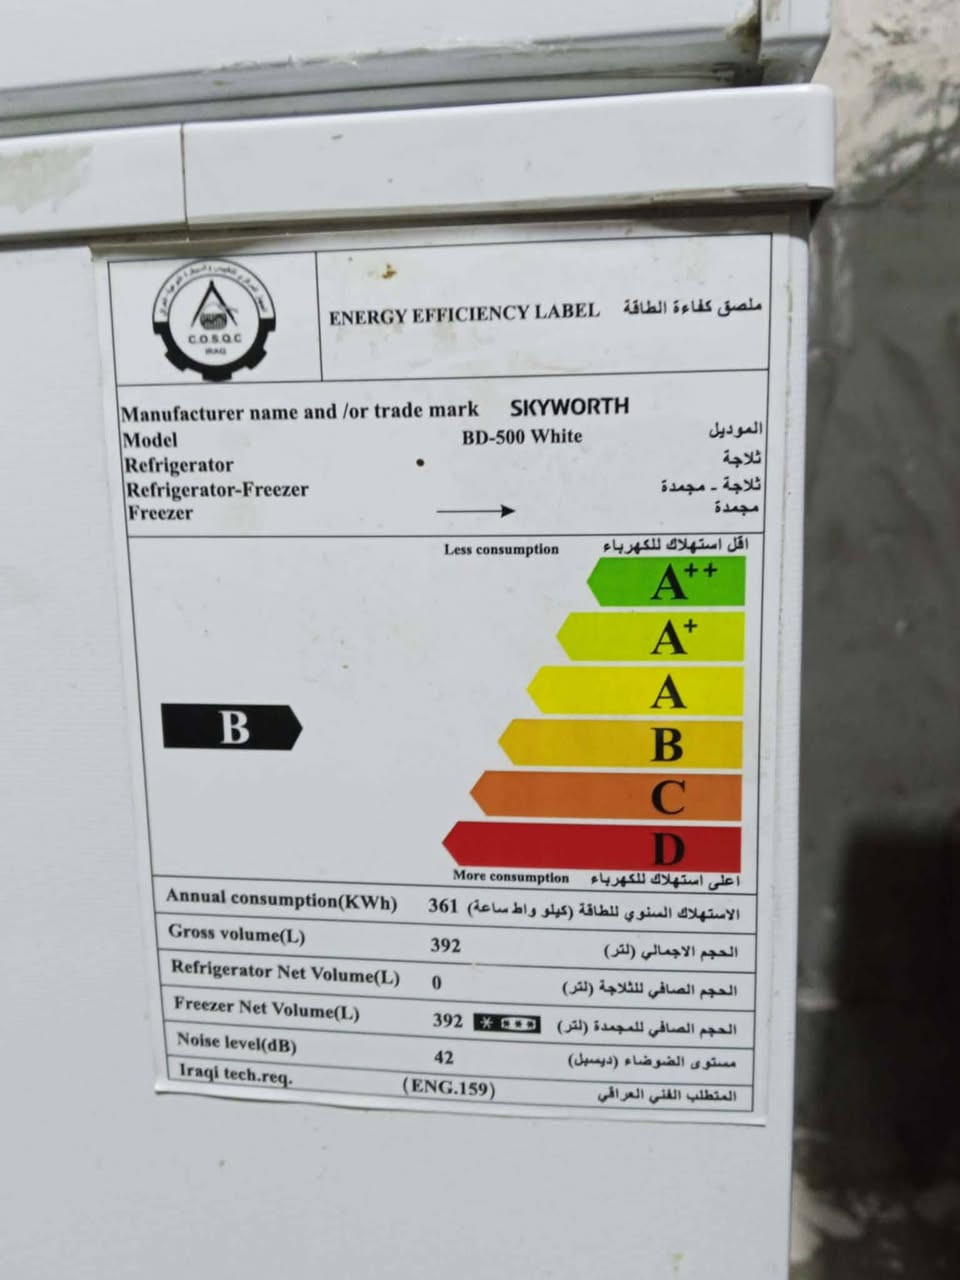 C.O.S.Q.C
IRAQ
ENERGY EFFICIENCY LABEL ملصق كفاءة الطاقة
Manufacturer name and /or trade mark SKYWORTH
Model BD-500 White الموديل
Refrigerator ثلاجة
Refrigerator-Freezer ثلاجة - مجمدة
Freezer مجمدة
Less consumption اقل استهلاك للكهرباء
A++
A+
A
B B
C
D
More consumption اعلى استهلاك للكهرباء
Annual consumption(KWh) 361 الاستهلاك السنوي للطاقة (كيلو واط ساعة)
Gross volume(L) 392 الحجم الاجمالي (لتر)
Refrigerator Net Volume(L) 0 الحجم الصافي للثلاجة (لتر)
Freezer Net Volume(L) 392 الحجم الصافي للمجمدة (لتر)
Noise level(dB) 42 مستوى الضوضاء (ديسبل)
Iraqi tech.req. (ENG.159) المتطلب الفني العراقي